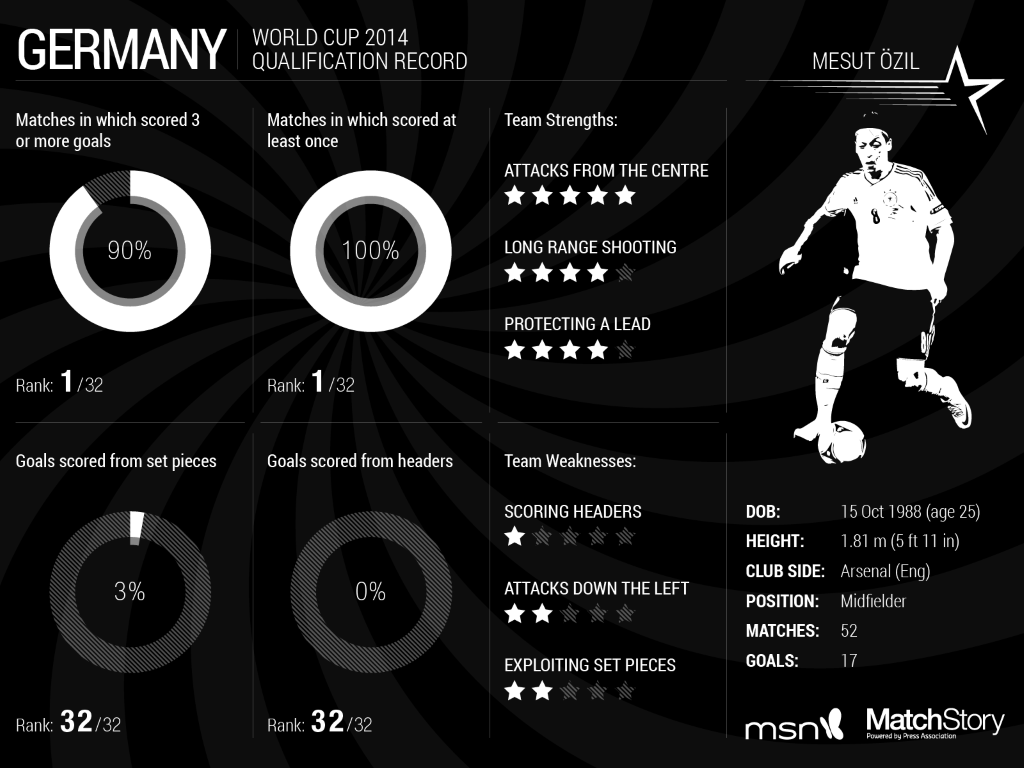 GERMANY
WORLD CUP 2014
QUALIFICATION RECORD
MESUT ÖZIL
Matches in which scored 3
or more goals
90%
Rank: 1/32
Matches in which scored at
least once
100%
Rank: 1/32
Team Strengths:
ATTACKS FROM THE CENTRE
LONG RANGE SHOOTING
PROTECTING A LEAD
Goals scored from set pieces
3%
Rank: 32/32
Goals scored from headers
0%
Rank: 32/32
Team Weaknesses:
SCORING HEADERS
ATTACKS DOWN THE LEFT
EXPLOITING SET PIECES
8
8
DOB: 15 Oct 1988 (age 25)
HEIGHT: 1.81 m (5 ft 11 in)
CLUB SIDE: Arsenal (Eng)
POSITION: Midfielder
MATCHES: 52
GOALS: 17
msn
MatchStory
Powered by Press Association